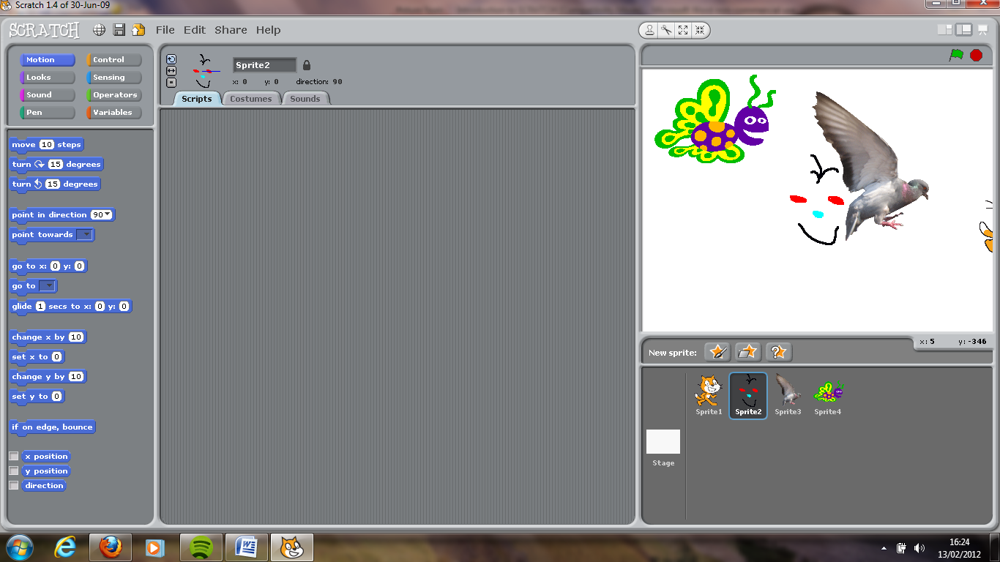 Scratch 1.4 of 30-Jun-09
SCRATCH
File Edit Share Help
Motion Control
Looks Sensing
Sound Operators
Pen Variables
Sprite2
x: 0 y: 0 direction: 90
Scripts Costumes Sounds
move 10 steps
turn 15 degrees
turn 15 degrees
point in direction 90
point towards
go to x: 0 y: 0
go to
glide 1 secs to x: 0 y: 0
change x by 10
set x to 0
change y by 10
set y to 0
if on edge, bounce
x position
y position
direction
x: 5 y: -346
New sprite:
Sprite1 Sprite2 Sprite3 Sprite4
Stage
16:24
13/02/2012